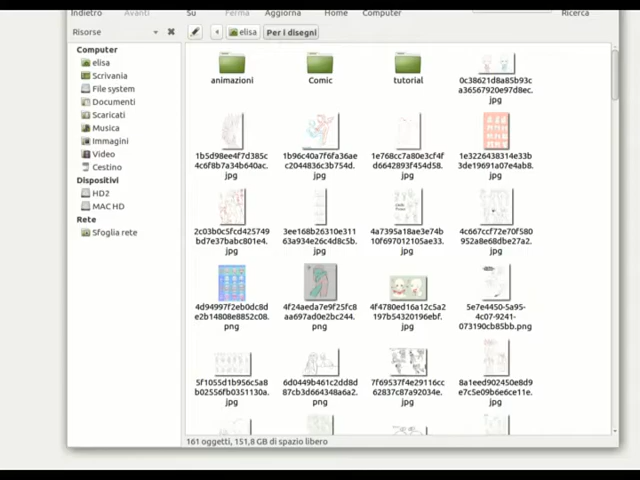 Indietro Avanti Su Ferma Aggiorna Home Computer Ricerca
Risorse elisa Per i disegni
Computer
elisa
Scrivania
File system
Documenti
Scaricati
Musica
Immagini
Video
Cestino
Dispositivi
HD2
MAC HD
Rete
Sfoglia rete
animazioni Comic tutorial 0c38621d8a85b93c
a36567920e97d8ec.
jpg
1b5d98ee4f7d385c
4c6f8b7a34b640ac.
jpg
1b96c40a7f6fa36ae
c2044836c3b754d.
jpg
1e768cc7a80e3cf4f
d6642893f454d58.
jpg
1e3226438314e33b
3de19691a07e4ab8.
jpg
2c03b0c5fcd425749
bd7e37babc801e4.
jpg
3ee168b26310e311
63a934e26c4d8c5b.
jpg
4a7395a18ae3e74b
10f697012105ae33.
jpg
4c667ccf72e70f580
952a8e68dbe27a2.
jpg
4d94997f2eb0dc8d
e2b14808e8852c08.
png
4f24aeda7e9f25fc8
aa697ad0e2bc244.
png
4f4780ed16a12c5a2
197b54320196ebf.
jpg
5e7e4450-5a95-
4c07-9241-
073190cb85bb.png
5f1055d1b956c5a8
b02556fb0351130a.
jpg
6d0449b461c2dd8d
87cb3d664348a6a2.
png
7f69537f4e29116cc
62837c87a92034e.
jpg
8a1eed902450e8d9
e7c5e09b6e6ce11e.
jpg
161 oggetti, 151,8 GB di spazio libero